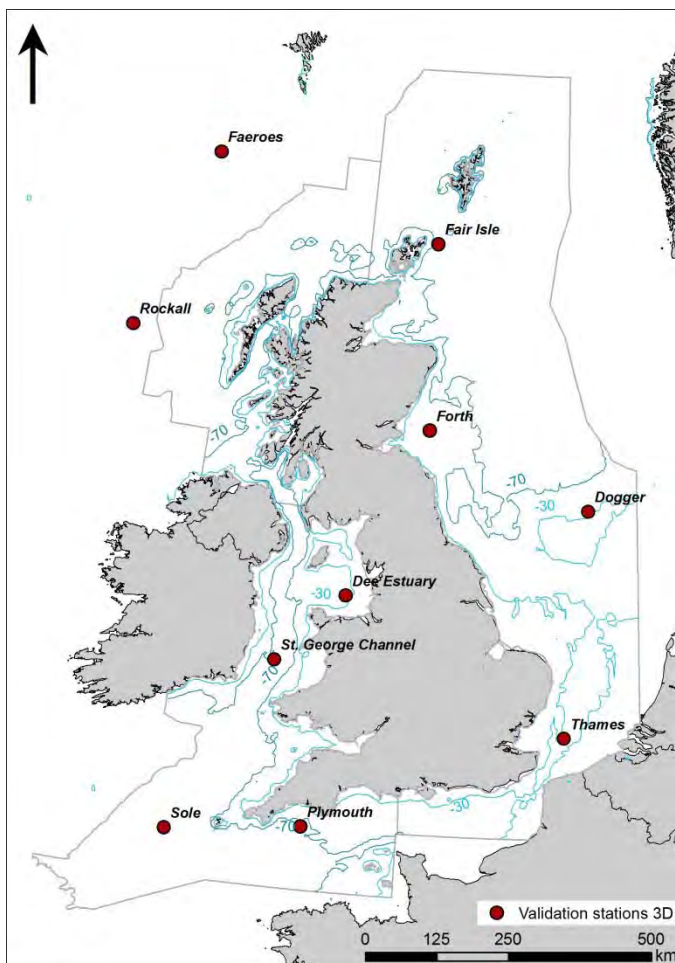 Faeroes
Fair Isle
Rockall
Forth
-70
-70
Dogger
-30
Dee Estuary
-30
St. George Channel
-70
Thames
Sole
Plymouth
-30
-70
Validation stations 3D
0 125 250 500
km